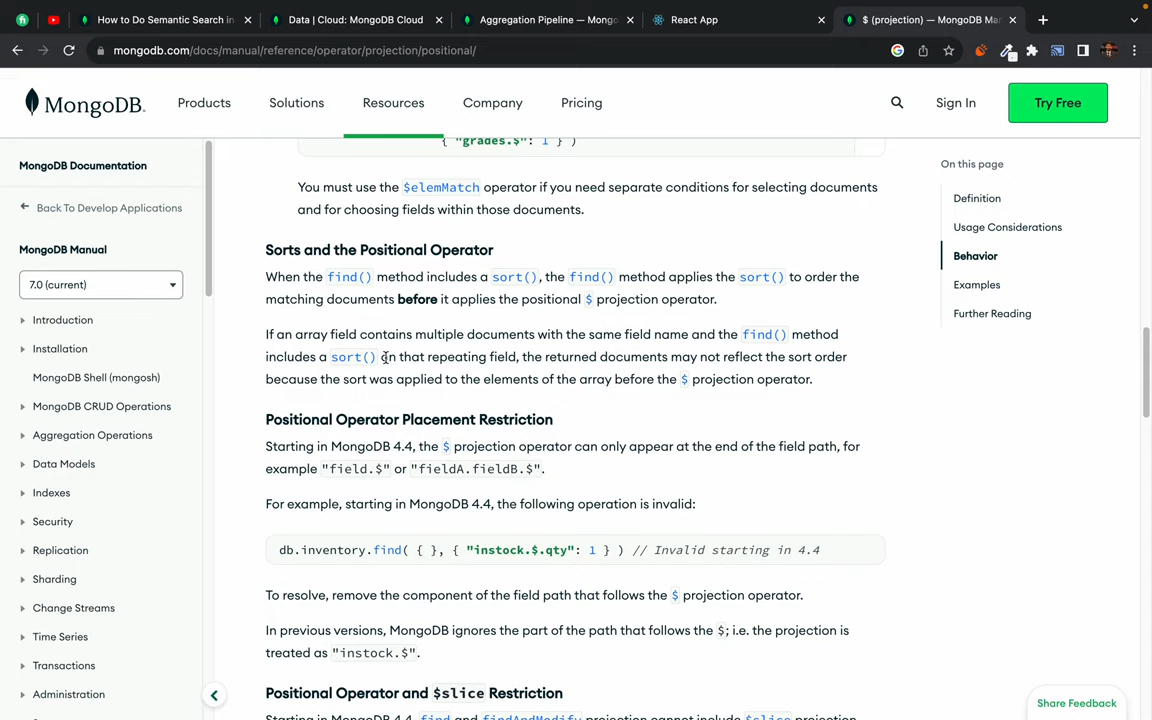 How to Do Semantic Search in
Data | Cloud: MongoDB Cloud
Aggregation Pipeline — Mongo
React App
$ (projection) — MongoDB Ma
mongodb.com/docs/manual/reference/operator/projection/positional/
MongoDB.
Products
Solutions
Resources
Company
Pricing
Sign In
Try Free
MongoDB Documentation
Back To Develop Applications
MongoDB Manual
7.0 (current)
Introduction
Installation
MongoDB Shell (mongosh)
MongoDB CRUD Operations
Aggregation Operations
Data Models
Indexes
Security
Replication
Sharding
Change Streams
Time Series
Transactions
Administration
{ "grades.$": 1 } )
You must use the $elemMatch operator if you need separate conditions for selecting documents
and for choosing fields within those documents.
Sorts and the Positional Operator
When the find() method includes a sort(), the find() method applies the sort() to order the
matching documents before it applies the positional $ projection operator.
If an array field contains multiple documents with the same field name and the find() method
includes a sort() on that repeating field, the returned documents may not reflect the sort order
because the sort was applied to the elements of the array before the $ projection operator.
Positional Operator Placement Restriction
Starting in MongoDB 4.4, the $ projection operator can only appear at the end of the field path, for
example "field.$" or "fieldA.fieldB.$".
For example, starting in MongoDB 4.4, the following operation is invalid:
db.inventory.find( { }, { "instock.$.qty": 1 } ) // Invalid starting in 4.4
To resolve, remove the component of the field path that follows the $ projection operator.
In previous versions, MongoDB ignores the part of the path that follows the $; i.e. the projection is
treated as "instock.$".
Positional Operator and $slice Restriction
Starting in MongoDB 4.4, find and findAndModify projection cannot include $slice projection
On this page
Definition
Usage Considerations
Behavior
Examples
Further Reading
Share Feedback